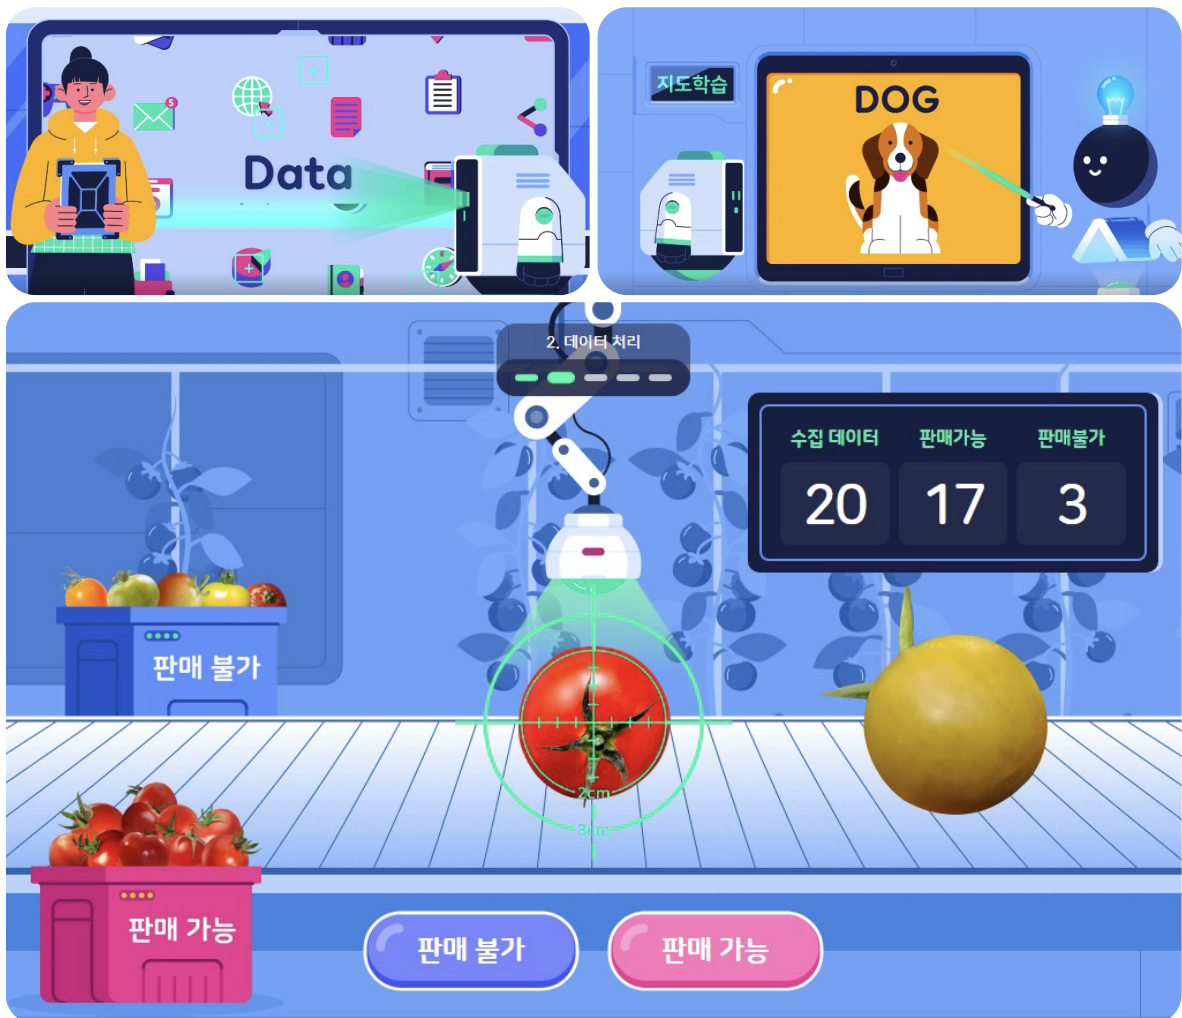 5
Data
지도학습
DOG
2. 데이터 처리
수집 데이터 판매가능 판매불가
20 17 3
판매 불가
2cm
3cm
판매 가능
판매 불가 판매 가능